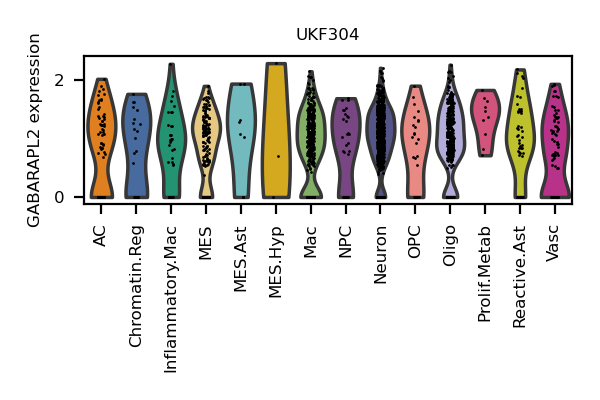 UKF304
GABARAPL2 expression
2
0
AC
Chromatin.Reg
Inflammatory.Mac
MES
MES.Ast
MES.Hyp
Mac
NPC
Neuron
OPC
Oligo
Prolif.Metab
Reactive.Ast
Vasc